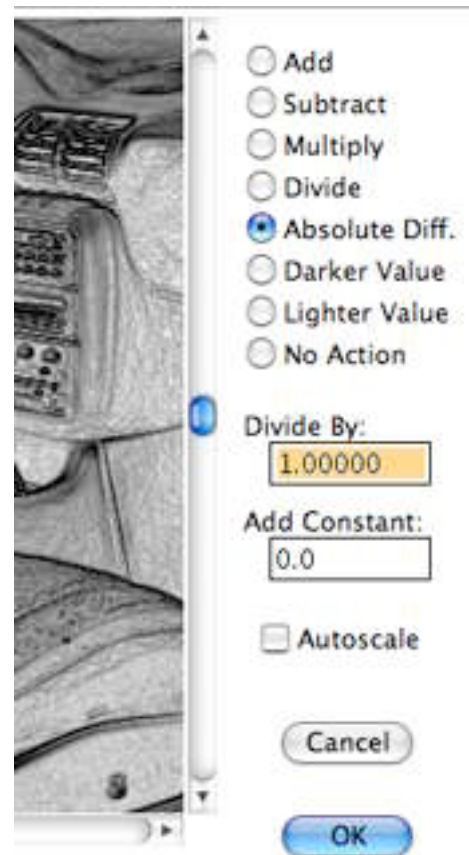 Add
Subtract
Multiply
Divide
Absolute Diff.
Darker Value
Lighter Value
No Action
Divide By:
1.00000
Add Constant:
0.0
Autoscale
Cancel
OK